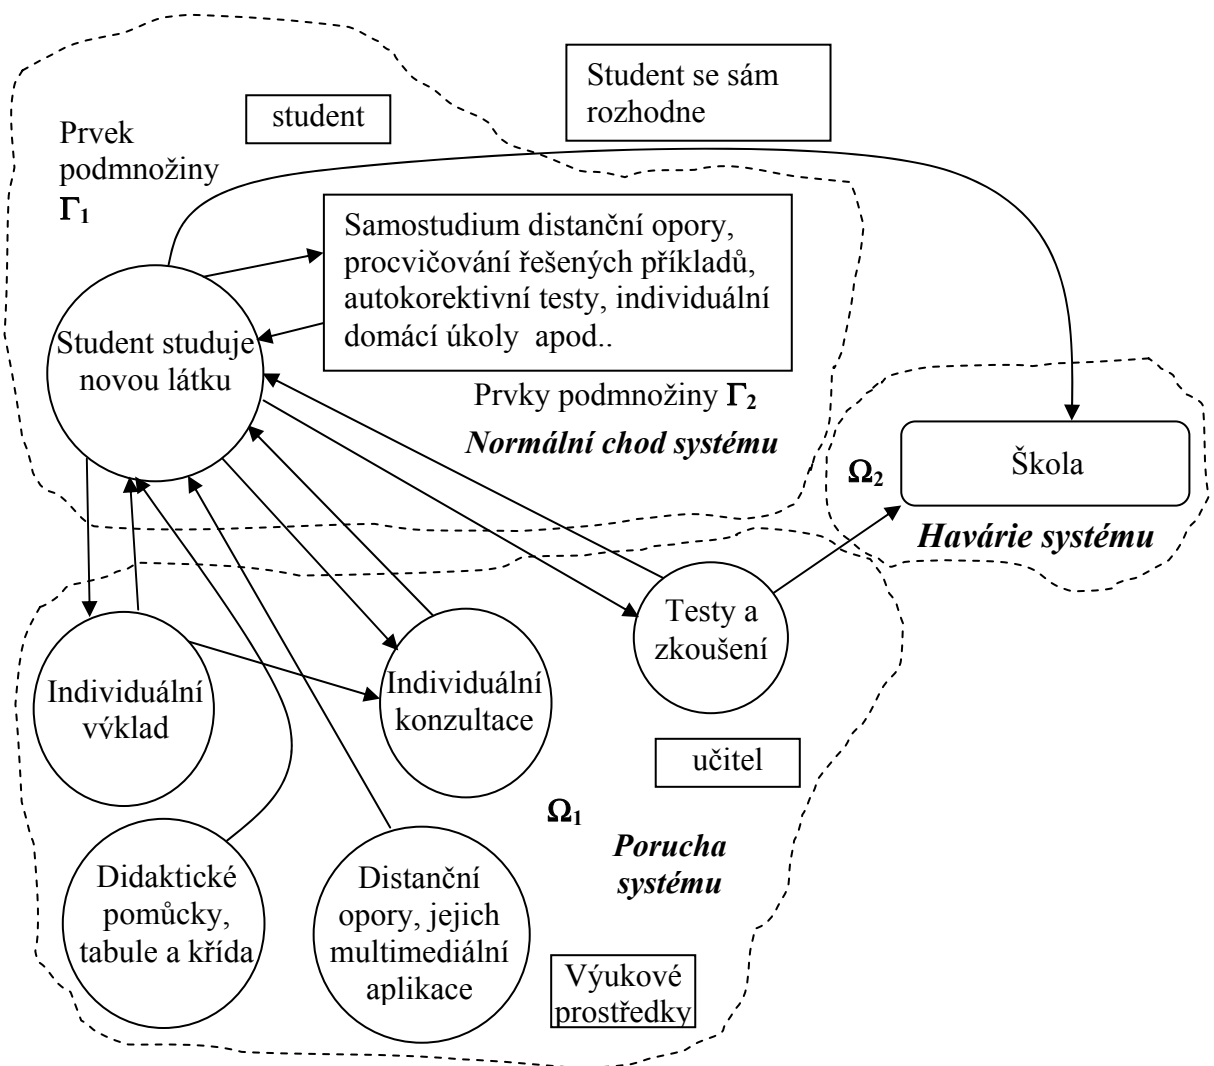 Student se sám
rozhodne
student
Prvek
podmnožiny
Γ1
Samostudium distanční opory,
procvičování řešených příkladů,
autokorektivní testy, individuální
domácí úkoly apod..
Student studuje
novou látku
Prvky podmnožiny Γ2
Normální chod systému
Ω2
Škola
Havárie systému
Testy a
zkoušení
Individuální
výklad
Individuální
konzultace
učitel
Ω1
Porucha
systému
Didaktické
pomůcky,
tabule a křída
Distanční
opory, jejich
multimediální
aplikace
Výukové
prostředky